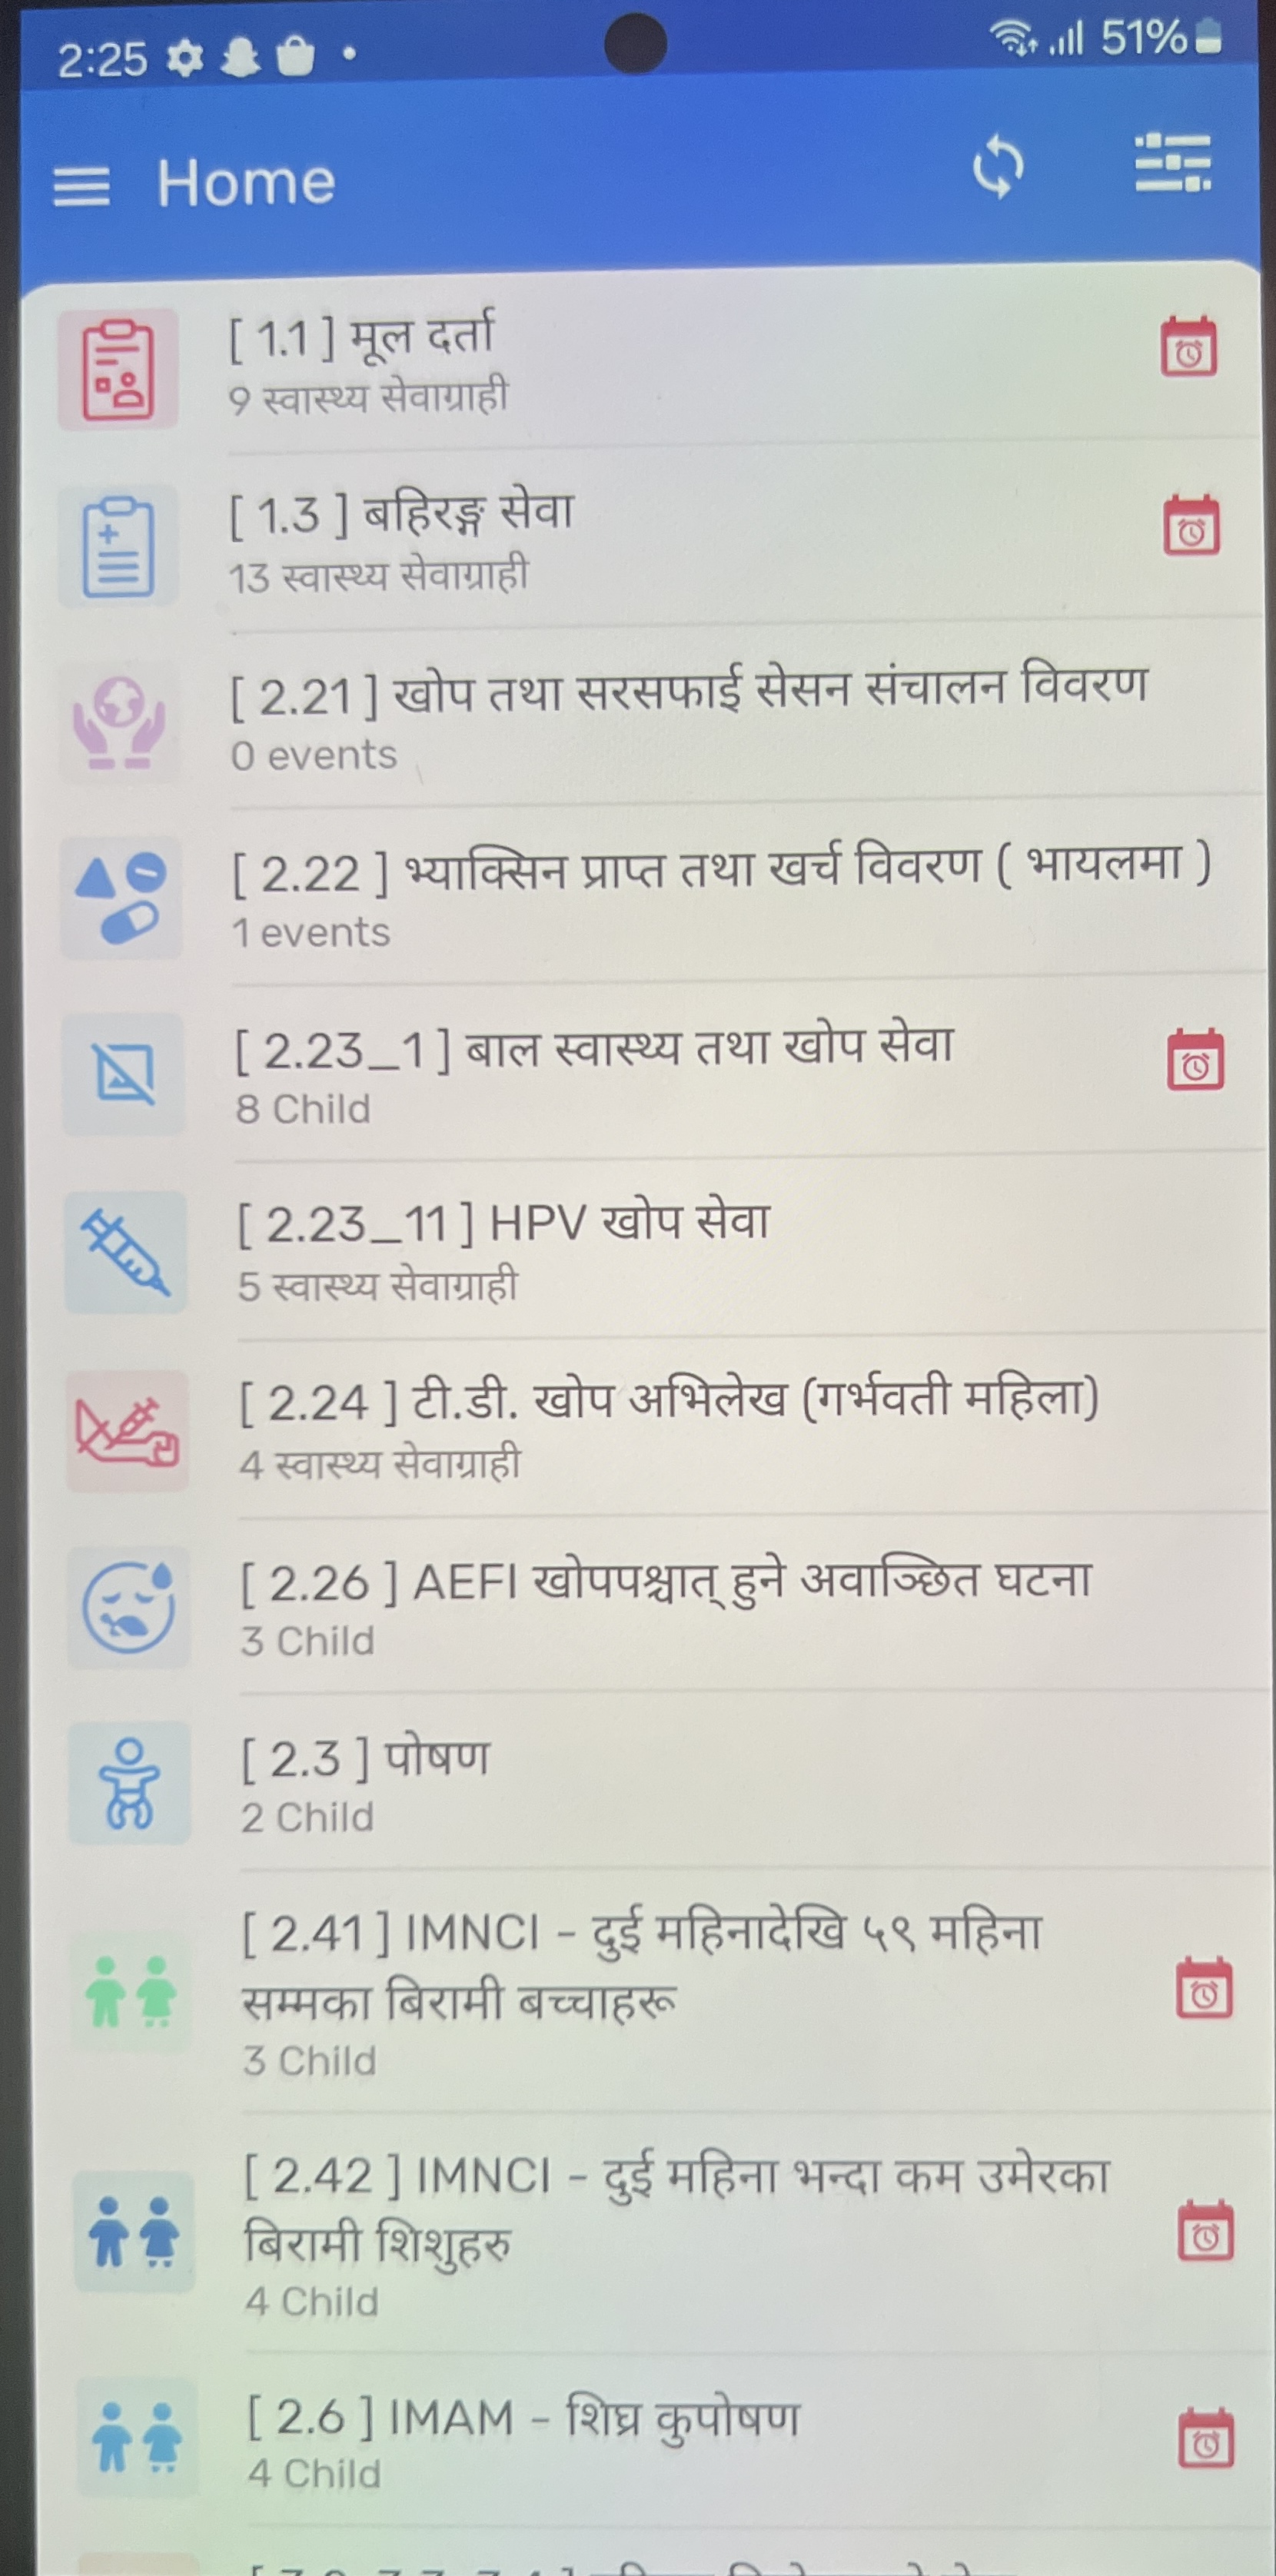 2:25
51%
Home
[ 1.1 ] मूल दर्ता
9 स्वास्थ्य सेवाग्राही
[ 1.3 ] बहिरङ्ग सेवा
13 स्वास्थ्य सेवाग्राही
[ 2.21 ] खोप तथा सरसफाई सेसन संचालन विवरण
0 events
[ 2.22 ] भ्याक्सिन प्राप्त तथा खर्च विवरण ( भायलमा )
1 events
[ 2.23_1 ] बाल स्वास्थ्य तथा खोप सेवा
8 Child
[ 2.23_11 ] HPV खोप सेवा
5 स्वास्थ्य सेवाग्राही
[ 2.24 ] टी.डी. खोप अभिलेख (गर्भवती महिला)
4 स्वास्थ्य सेवाग्राही
[ 2.26 ] AEFI खोपपश्चात् हुने अवाञ्छित घटना
3 Child
[ 2.3 ] पोषण
2 Child
[ 2.41 ] IMNCI - दुई महिनादेखि ५९ महिना
सम्मका बिरामी बच्चाहरू
3 Child
[ 2.42 ] IMNCI - दुई महिना भन्दा कम उमेरका
बिरामी शिशुहरु
4 Child
[ 2.6 ] IMAM - शिघ्र कुपोषण
4 Child